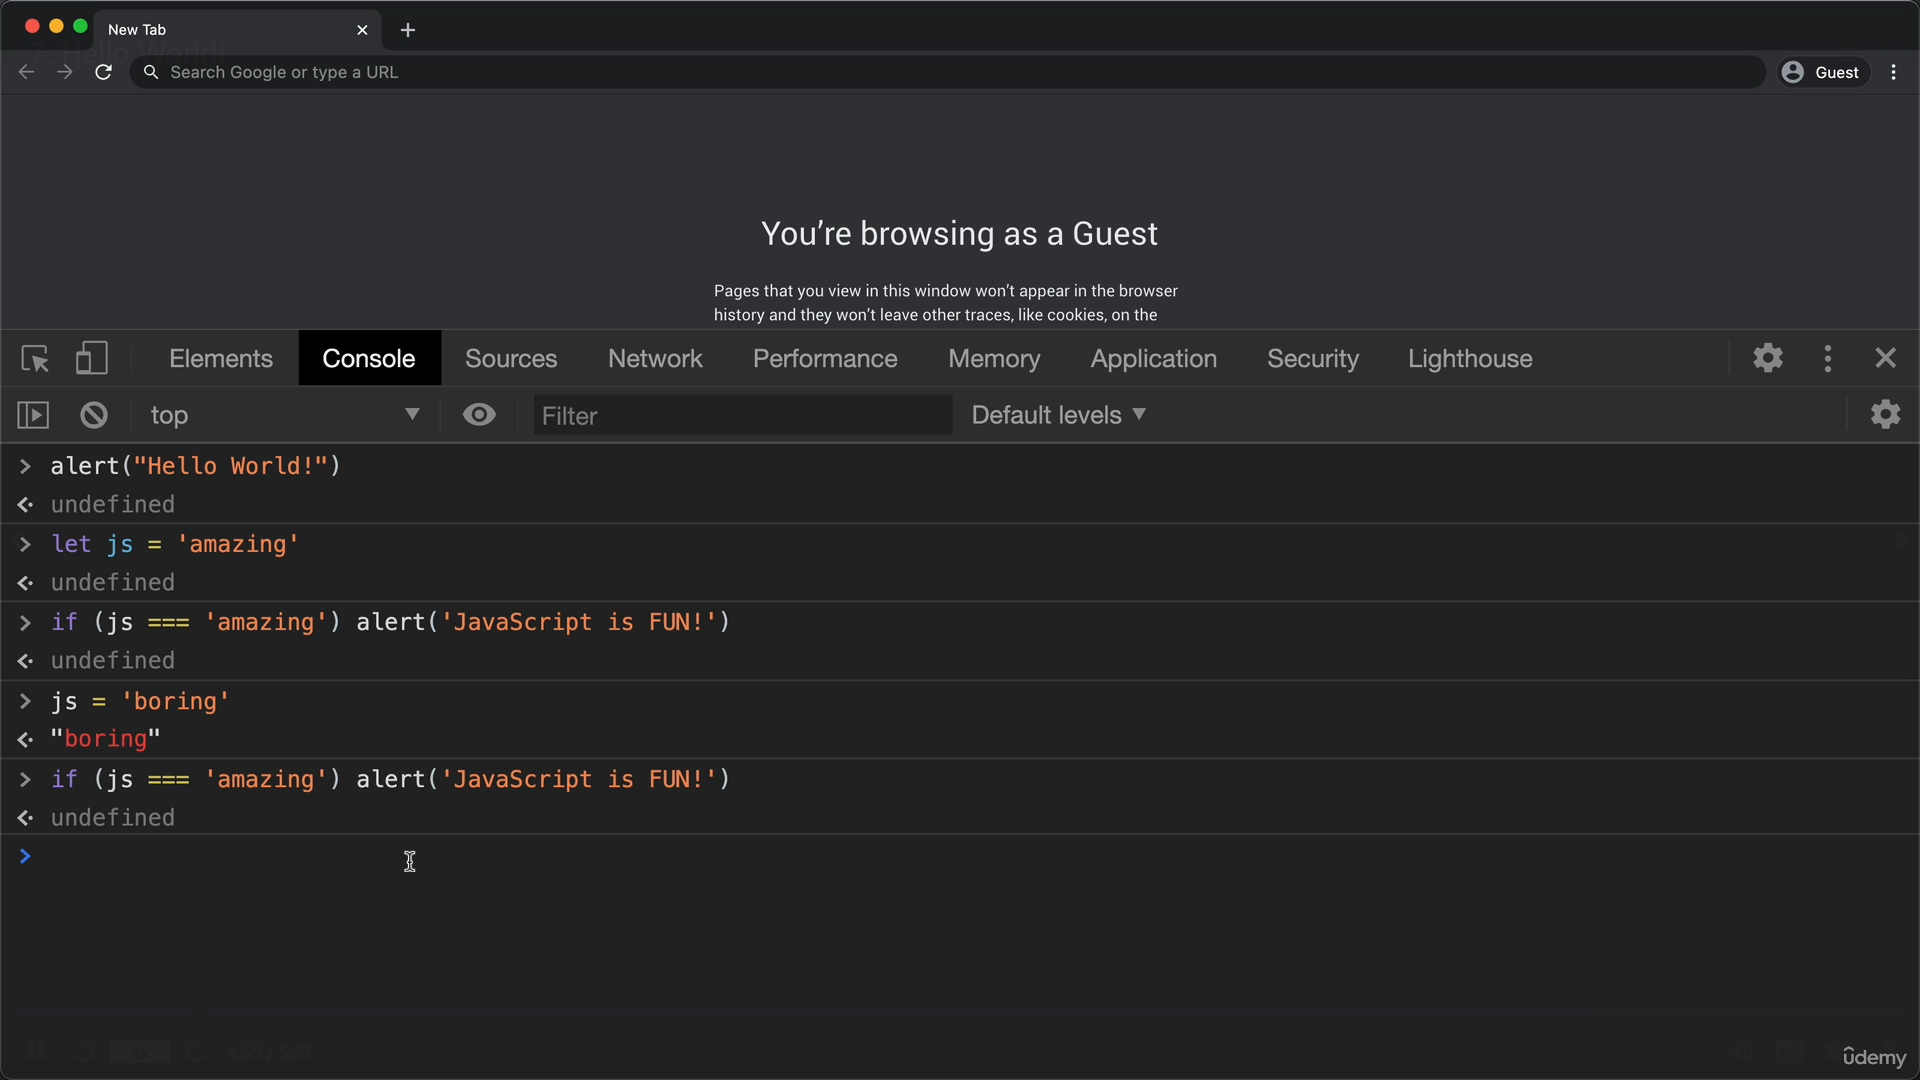 New Tab
7. Hello World!
Search Google or type a URL
Guest
You're browsing as a Guest
Pages that you view in this window won't appear in the browser
history and they won't leave other traces, like cookies, on the
Elements Console Sources Network Performance Memory Application Security Lighthouse
top Filter Default levels
> alert("Hello World!")
undefined
> let js = 'amazing'
undefined
> if (js === 'amazing') alert('JavaScript is FUN!')
undefined
> js = 'boring'
"boring"
> if (js === 'amazing') alert('JavaScript is FUN!')
undefined
>
ûdemy